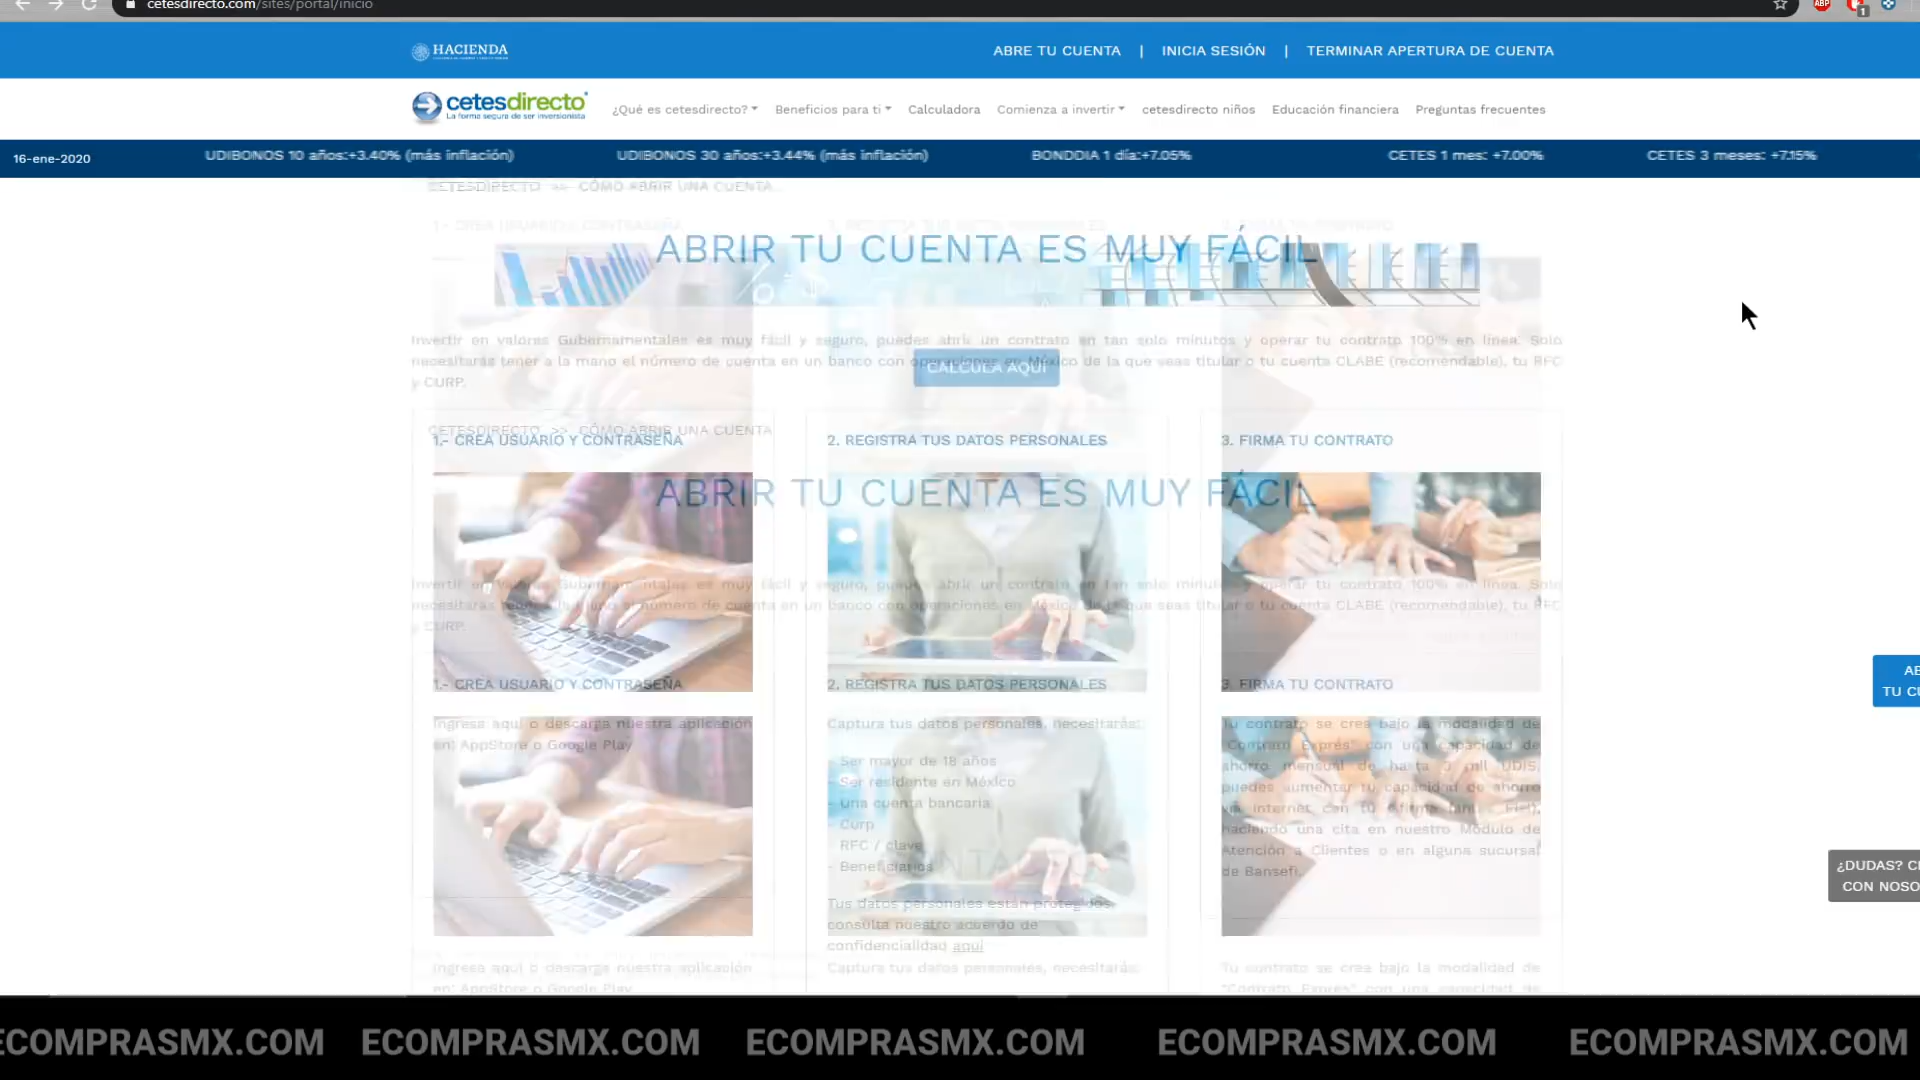 cetesdirecto.com/sites/portal/inicio
HACIENDA
ABRE TU CUENTA | INICIA SESIÓN | TERMINAR APERTURA DE CUENTA
cetesdirecto
La forma segura de ser inversionista
¿Qué es cetesdirecto? Beneficios para ti Calculadora Comienza a invertir cetesdirecto niños Educación financiera Preguntas frecuentes
16-ene-2020 UDIBONOS 10 años:+3.40% (más inflación) UDIBONOS 30 años:+3.44% (más inflación) BONDDIA 1 día:+7.05% CETES 1 mes: +7.00% CETES 3 meses: +7.15%
CETESDIRECTO >> CÓMO ABRIR UNA CUENTA
ABRIR TU CUENTA ES MUY FÁCIL
Invertir en valores Gubernamentales es muy fácil y seguro, puedes abrir un contrato en tan solo minutos y operar tu contrato 100% en línea. Solo
necesitarás tener a la mano el número de cuenta en un banco con operaciones en México de la que seas titular o tu cuenta CLABE (recomendable), tu RFC
y CURP.
CALCULA AQUÍ
CETESDIRECTO >> CÓMO ABRIR UNA CUENTA
1.- CREA USUARIO Y CONTRASEÑA
2. REGISTRA TUS DATOS PERSONALES
3. FIRMA TU CONTRATO
ABRIR TU CUENTA ES MUY FÁCIL
Invertir en valores Gubernamentales es muy fácil y seguro, puedes abrir un contrato en tan solo minutos y operar tu contrato 100% en línea. Solo
necesitarás tener a la mano el número de cuenta en un banco con operaciones en México de la que seas titular o tu cuenta CLABE (recomendable), tu RFC
y CURP.
1.- CREA USUARIO Y CONTRASEÑA
2. REGISTRA TUS DATOS PERSONALES
3. FIRMA TU CONTRATO
Ingresa aquí o descarga nuestra aplicación
en: AppStore o Google Play
Captura tus datos personales, necesitarás:
- Ser mayor de 18 años
- Ser residente en México
- Una cuenta bancaria
- Curp
- RFC / clave
- Beneficiarios
Tus datos personales están protegidos,
consulta nuestro acuerdo de
confidencialidad aquí
Tu contrato se crea bajo la modalidad de
"Contrato Exprés" con una capacidad de
ahorro mensual de hasta 3 mil UDIS,
puedes aumentar tu capacidad de ahorro
vía internet con tu e.firma (antes FIEL),
haciendo una cita en nuestro Módulo de
Atención a Clientes o en alguna sucursal
de Bansefi.
Ingresa aquí o descarga nuestra aplicación
en: AppStore o Google Play
Captura tus datos personales, necesitarás:
Tu contrato se crea bajo la modalidad de
"Contrato Exprés" con una capacidad de
AB
TU CU
¿DUDAS? C
CON NOSO
ECOMPRASMX.COM ECOMPRASMX.COM ECOMPRASMX.COM ECOMPRASMX.COM ECOMPRASMX.COM